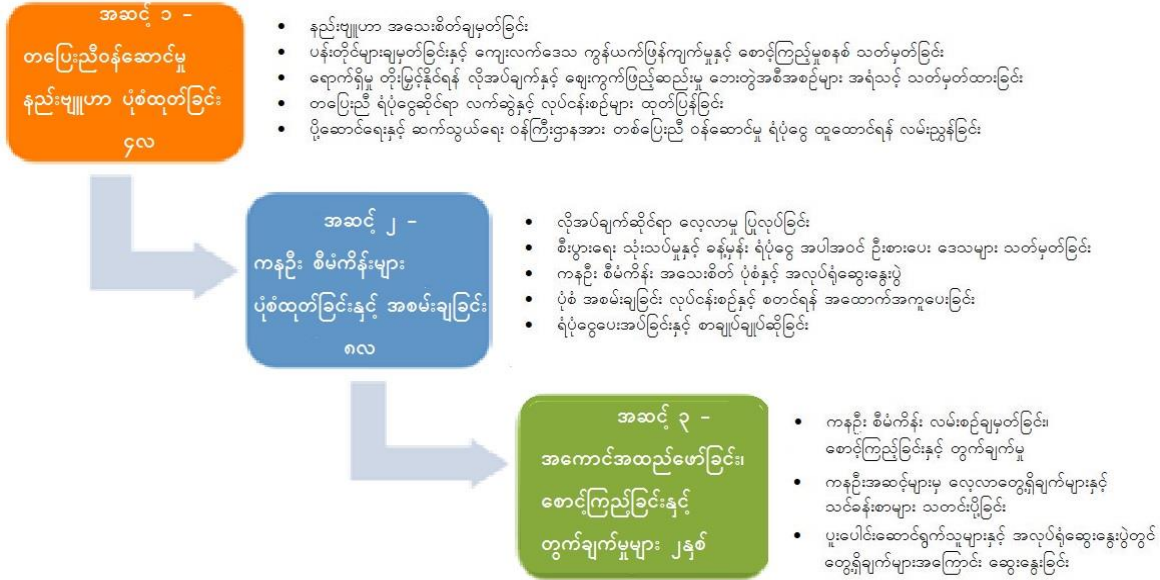 အဆင့် ၁ –
တပြေးညီဝန်ဆောင်မှု
နည်းဗျူဟာ ပုံစံထုတ်ခြင်း
၄လ
• နည်းဗျူဟာ အသေးစိတ်ချမှတ်ခြင်း
• ပန်းတိုင်များချမှတ်ခြင်းနှင့် ကျေးလက်ဒေသ ကွန်ယက်ဖြန့်ကျက်မှုနှင့် စောင့်ကြည့်မှုစနစ် သတ်မှတ်ခြင်း
• ရောက်ရှိမှု တိုးမြှင့်နိုင်ရန် လိုအပ်ချက်နှင့် ဈေးကွက်ဖြည့်ဆည်းမှု ဘေးတွဲအစီအစဉ်များ အရံသင့် သတ်မှတ်ထားခြင်း
• တပြေးညီ ရံပုံငွေဆိုင်ရာ လက်ဆွဲနှင့် လုပ်ငန်းစဉ်များ ထုတ်ပြန်ခြင်း
• ပို့ဆောင်ရေးနှင့် ဆက်သွယ်ရေး ဝန်ကြီးဌာနအား တစ်ပြေးညီ ဝန်ဆောင်မှု ရံပုံငွေ ထူထောင်ရန် လမ်းညွှန်ခြင်း
အဆင့် ၂ –
ကနဦး စီမံကိန်းများ
ပုံစံထုတ်ခြင်းနှင့် အစမ်းချခြင်း
၈လ
• လိုအပ်ချက်ဆိုင်ရာ လေ့လာမှု ပြုလုပ်ခြင်း
• စီးပွားရေး သုံးသပ်မှုနှင့် ခန့်မှန်း ရံပုံငွေ အပါအဝင် ဦးစားပေး ဒေသများ သတ်မှတ်ခြင်း
• ကနဦး စီမံကိန်း အသေးစိတ် ပုံစံနှင့် အလုပ်ရုံဆွေးနွေးပွဲ
• ပုံစံ အစမ်းချခြင်း လုပ်ငန်းစဉ်နှင့် စတင်ရန် အထောက်အကူပေးခြင်း
• ရံပုံငွေပေးအပ်ခြင်းနှင့် စာချုပ်ချုပ်ဆိုခြင်း
အဆင့် ၃ –
အကောင်အထည်ဖော်ခြင်း၊
စောင့်ကြည့်ခြင်းနှင့်
တွက်ချက်မှုများ ၂နှစ်
• ကနဦး စီမံကိန်း လမ်းစဉ်ချမှတ်ခြင်း၊
စောင့်ကြည့်ခြင်းနှင့် တွက်ချက်မှု
• ကနဦးအဆင့်များမှ လေ့လာတွေ့ရှိချက်များနှင့်
သင်ခန်းစာများ သတင်းပို့ခြင်း
• ပူးပေါင်းဆောင်ရွက်သူများနှင့် အလုပ်ရုံဆွေးနွေးပွဲတွင်
တွေ့ရှိချက်များအကြောင်း ဆွေးနွေးခြင်း